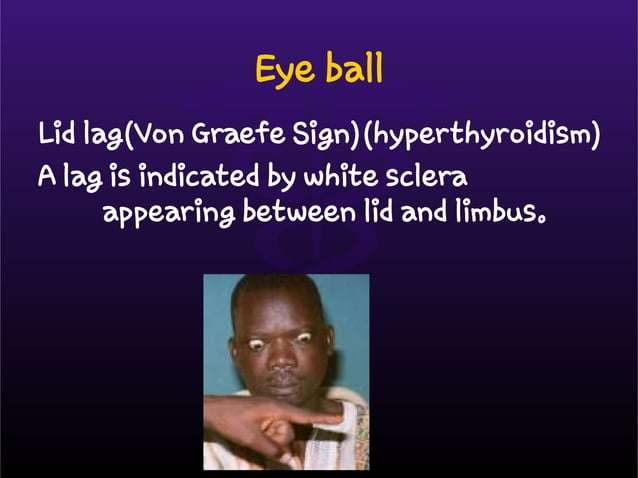 Eye ball
Lid lag(Von Graefe Sign)(hyperthyroidism)
A lag is indicated by white sclera
appearing between lid and limbus.